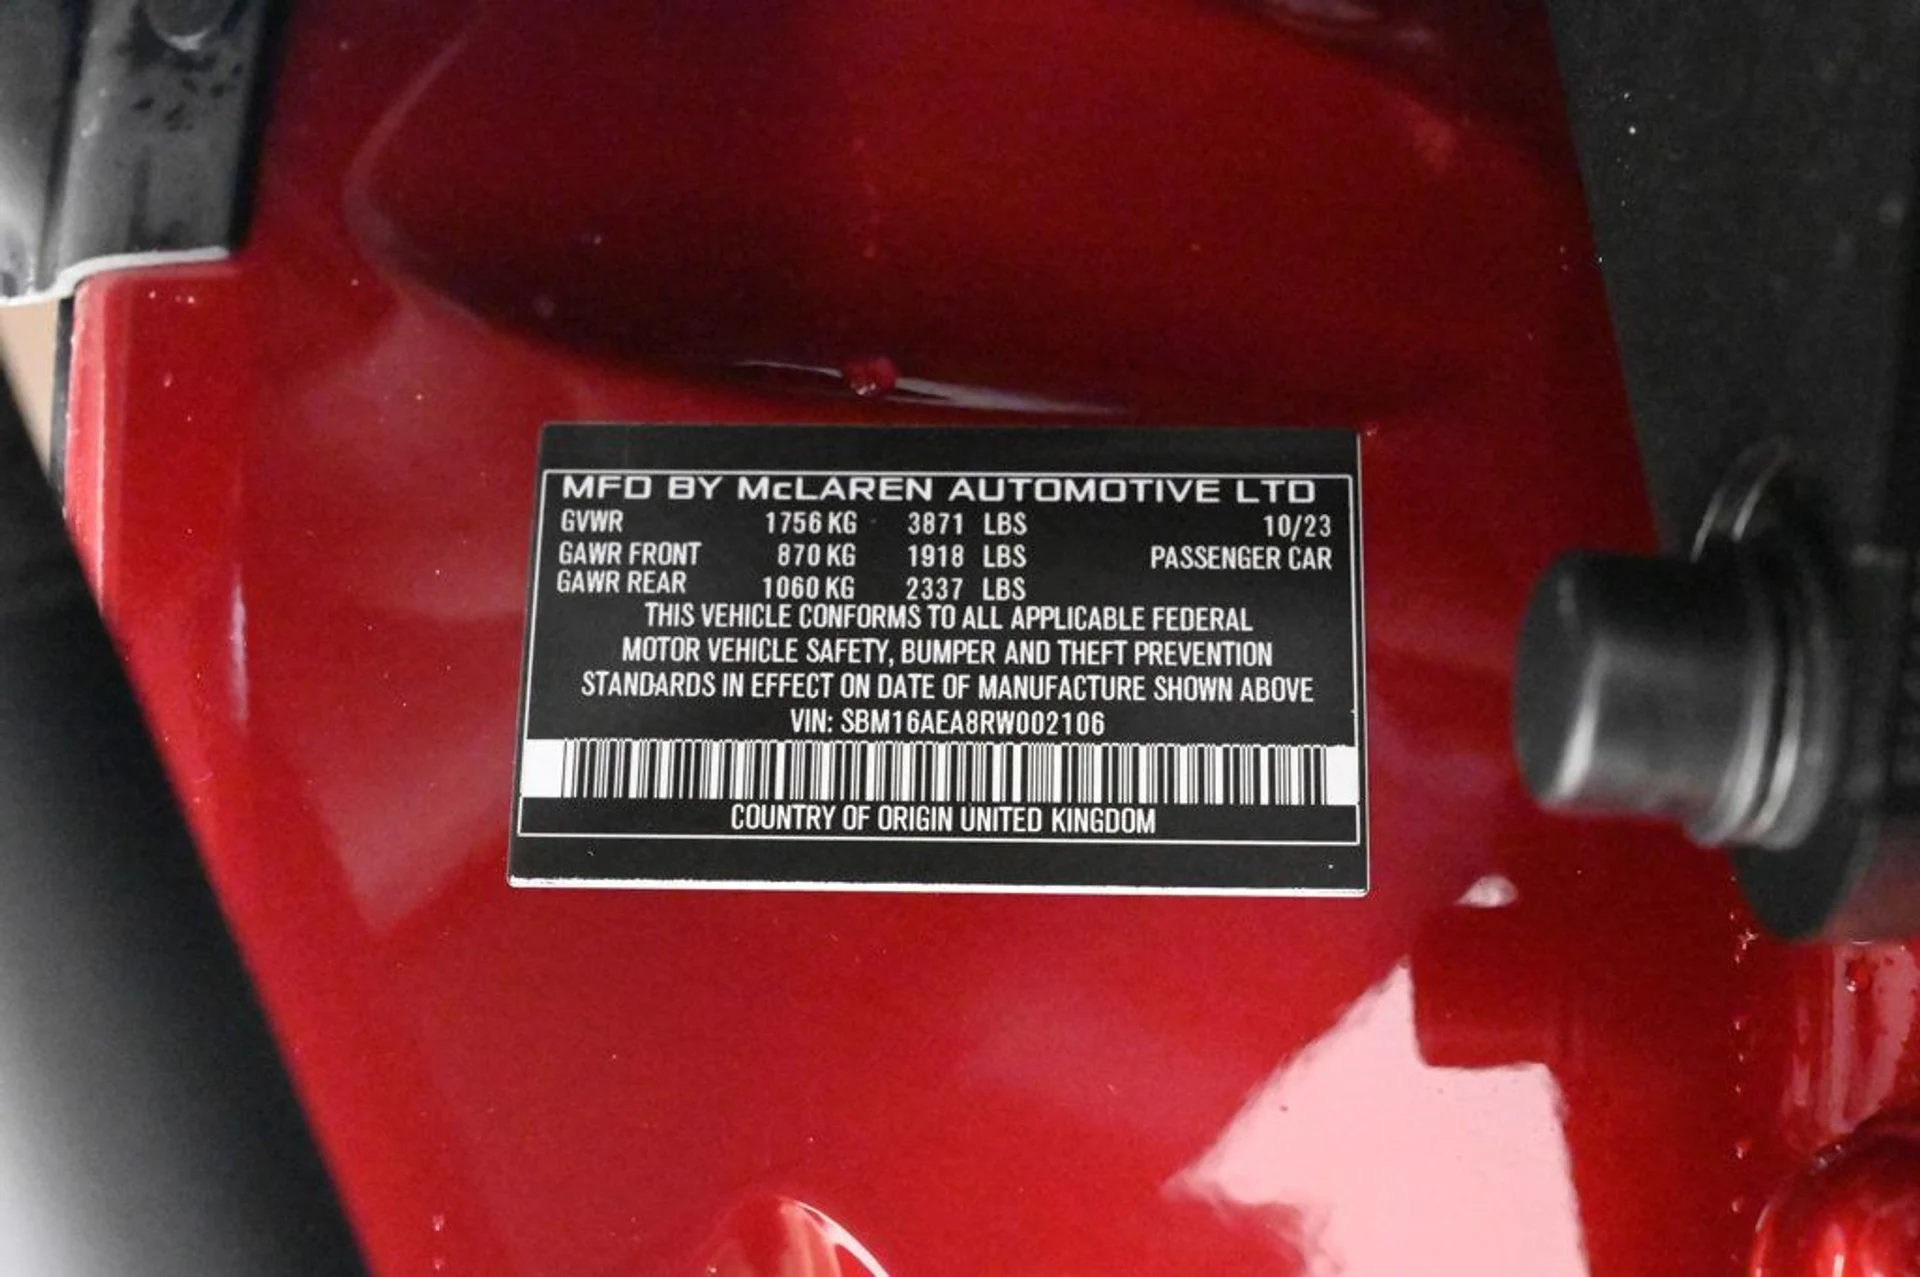 MFD BY McLAREN AUTOMOTIVE LTD
GVWR 1756 KG 3871 LBS 10/23
GAWR FRONT 870 KG 1918 LBS PASSENGER CAR
GAWR REAR 1060 KG 2337 LBS
THIS VEHICLE CONFORMS TO ALL APPLICABLE FEDERAL
MOTOR VEHICLE SAFETY, BUMPER AND THEFT PREVENTION
STANDARDS IN EFFECT ON DATE OF MANUFACTURE SHOWN ABOVE
VIN: SBM16AEA8RW002106
COUNTRY OF ORIGIN UNITED KINGDOM